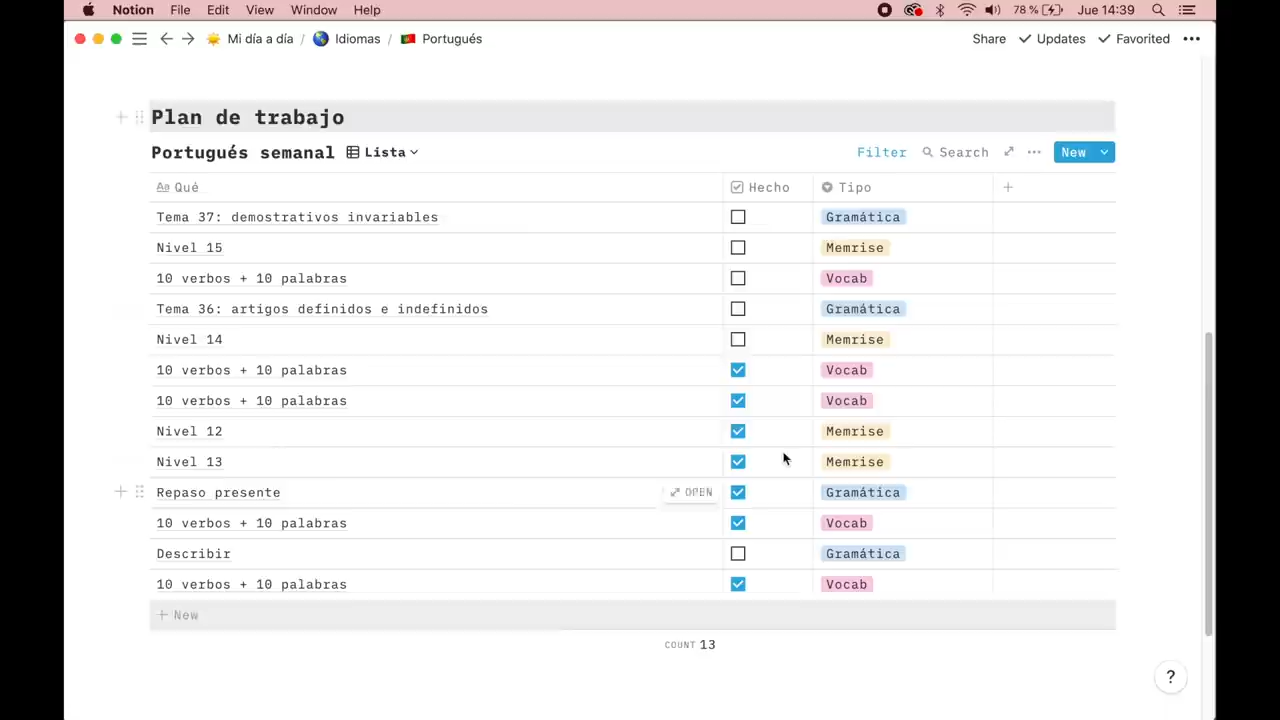 Notion File Edit View Window Help 78 % Jue 14:39
Mi día a día / Idiomas / Portugués Share Updates Favorited
Plan de trabajo
Portugués semanal Lista Filter Search New
Aa Qué Hecho Tipo
Tema 37: demostrativos invariables Gramática
Nivel 15 Memrise
10 verbos + 10 palabras Vocab
Tema 36: artigos definidos e indefinidos Gramática
Nivel 14 Memrise
10 verbos + 10 palabras Vocab
10 verbos + 10 palabras Vocab
Nivel 12 Memrise
Nivel 13 Memrise
Repaso presente OPEN Gramática
10 verbos + 10 palabras Vocab
Describir Gramática
10 verbos + 10 palabras Vocab
+ New
COUNT 13
?